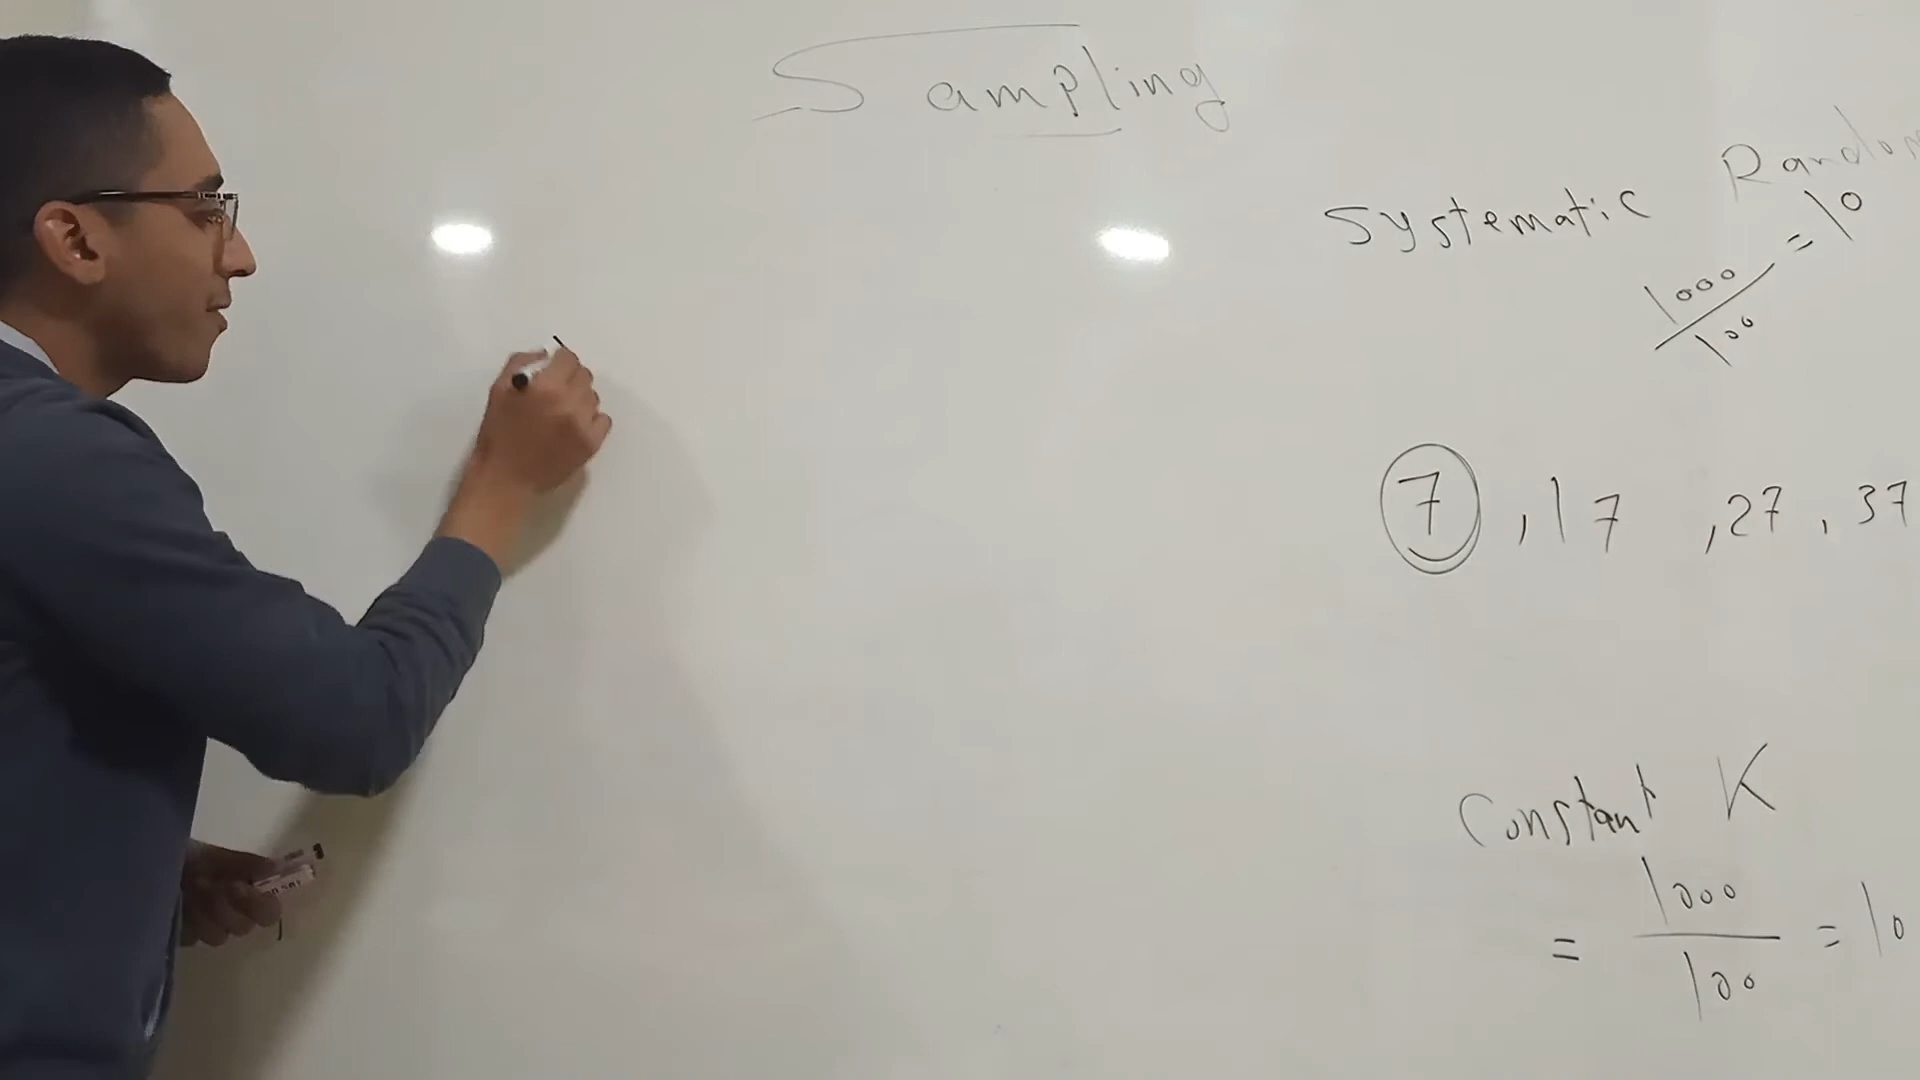 Sampling
Systematic Random
1000/100 = 10
7, 17, 27, 37
Constant K
= 1000/100 = 10